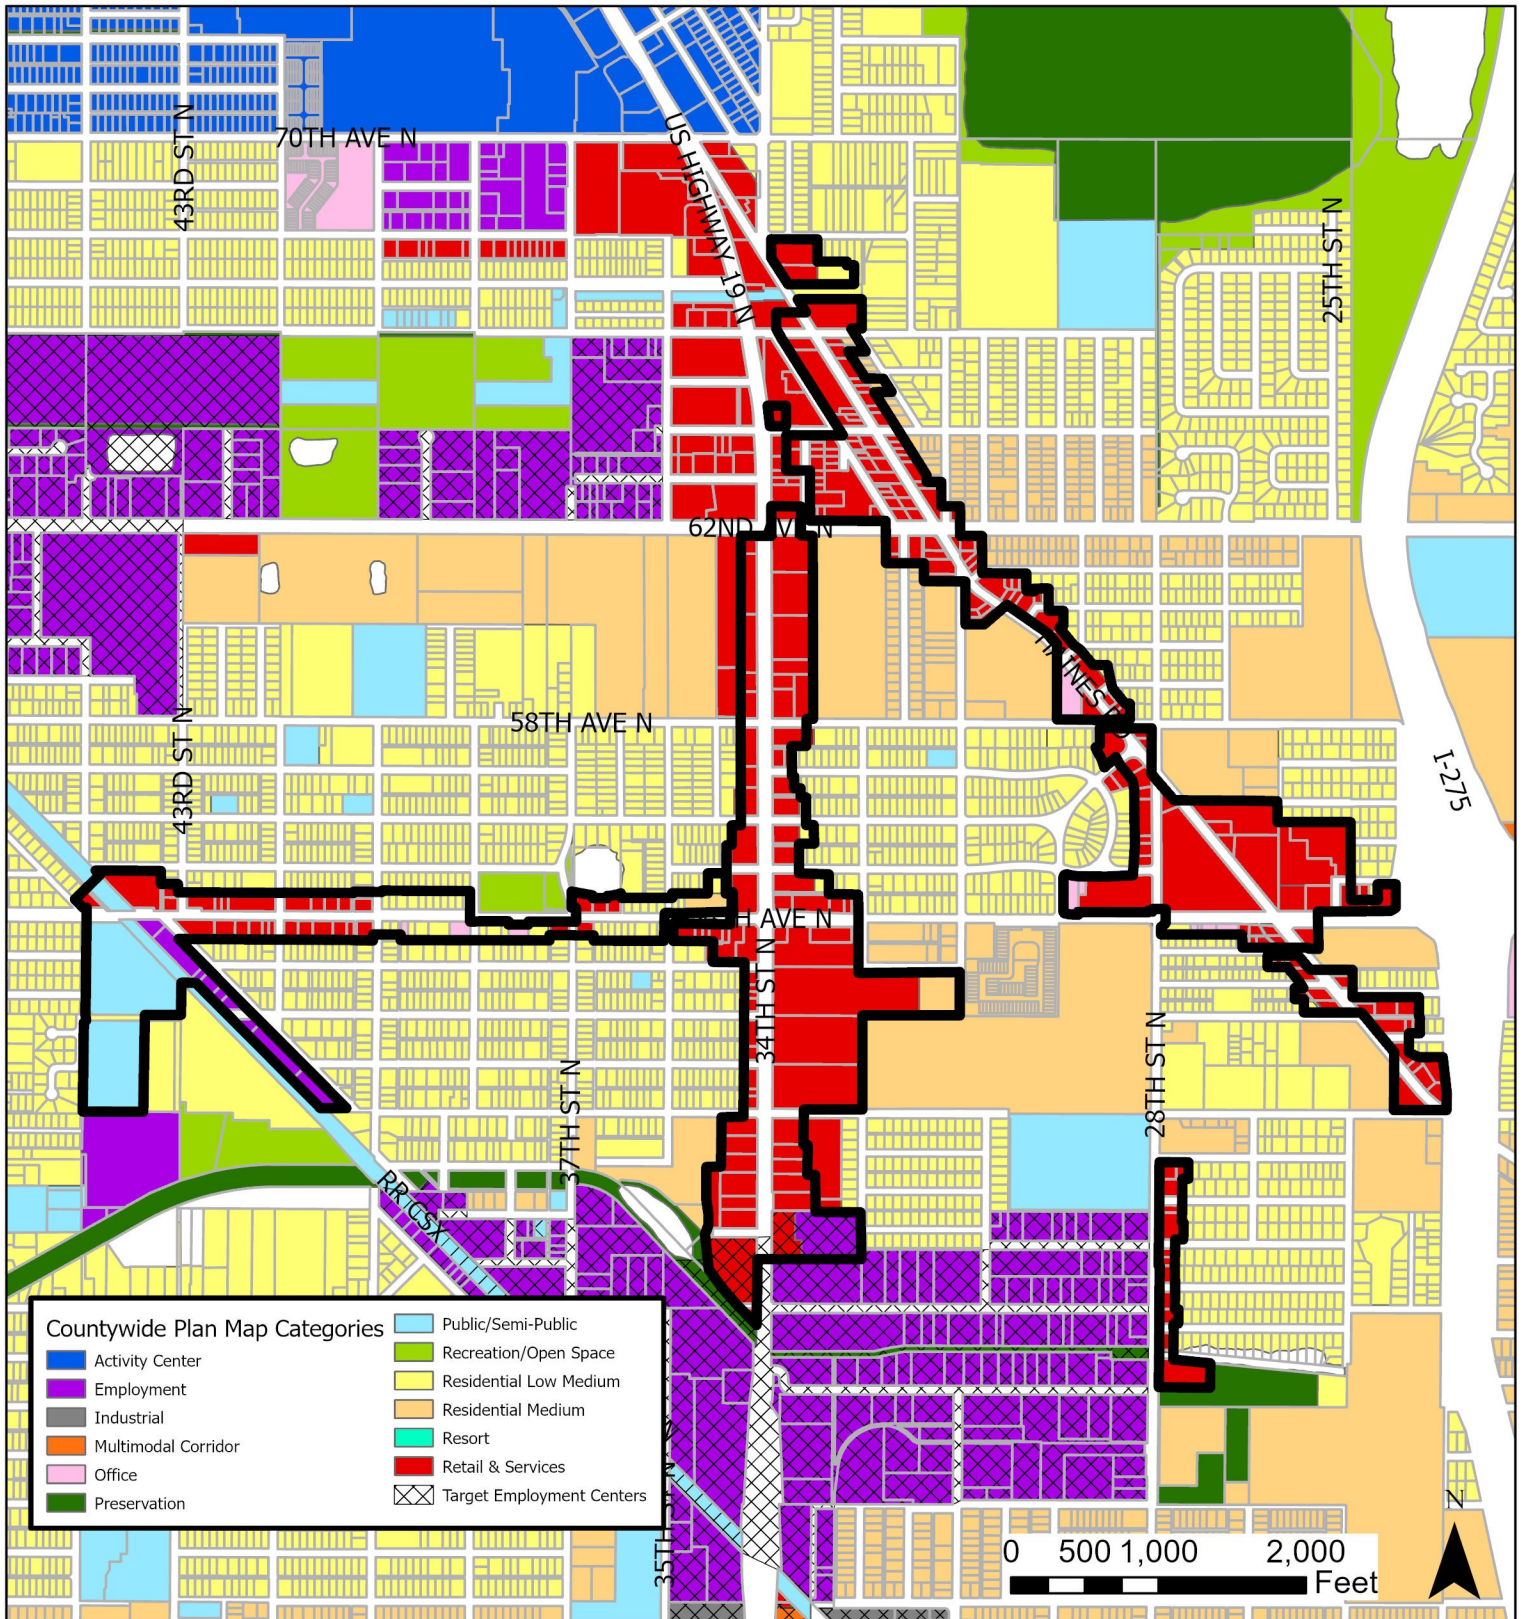 70TH AVE N
43RD ST N
US HIGHWAY 19 N
25TH ST N
62ND AVE N
HAINES RD
58TH AVE N
43RD ST N
I-275
AVE N
34TH ST N
28TH ST N
37TH ST N
RR CSX
35TH ST N
Countywide Plan Map Categories
Activity Center
Employment
Industrial
Multimodal Corridor
Office
Preservation
Public/Semi-Public
Recreation/Open Space
Residential Low Medium
Residential Medium
Resort
Retail & Services
Target Employment Centers
0 500 1,000 2,000
Feet
N